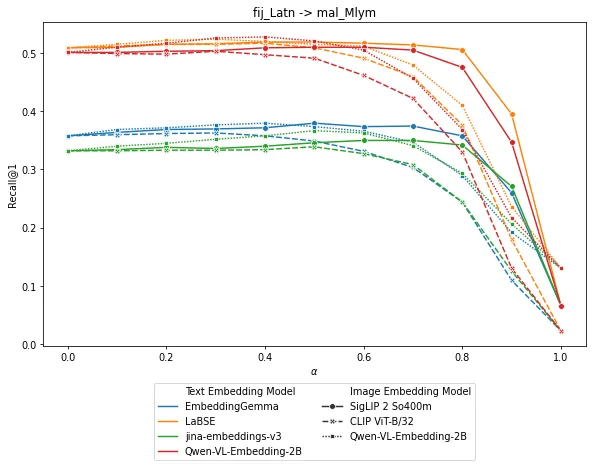 fij_Latn -> mal_Mlym
Recall@1
0.5
0.4
0.3
0.2
0.1
0.0
0.0 0.2 0.4 0.6 0.8 1.0
α
Text Embedding Model Image Embedding Model
EmbeddingGemma SigLIP 2 So400m
LaBSE CLIP ViT-B/32
jina-embeddings-v3 Qwen-VL-Embedding-2B
Qwen-VL-Embedding-2B